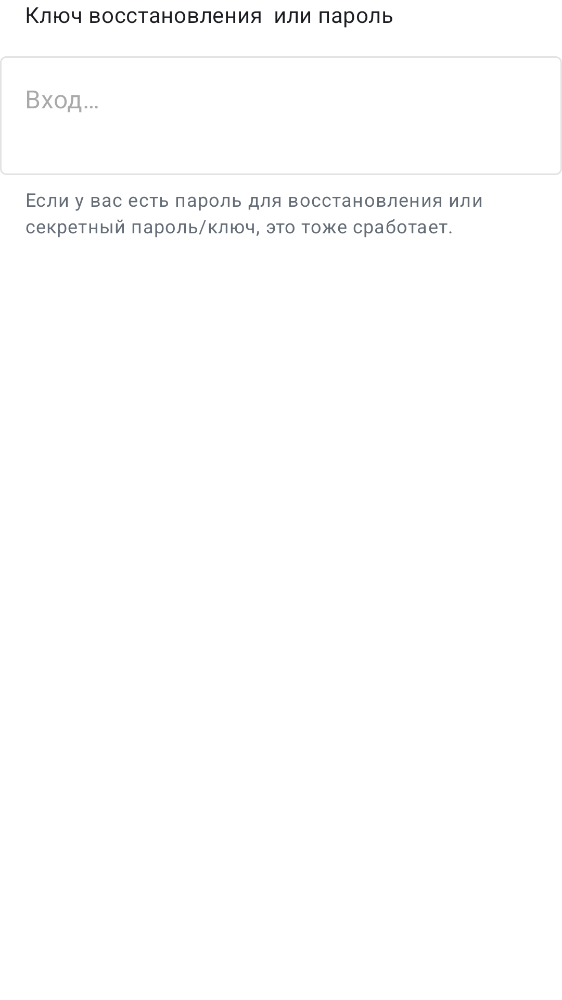 Ключ восстановления или пароль
Вход...
Если у вас есть пароль для восстановления или
секретный пароль/ключ, это тоже сработает.